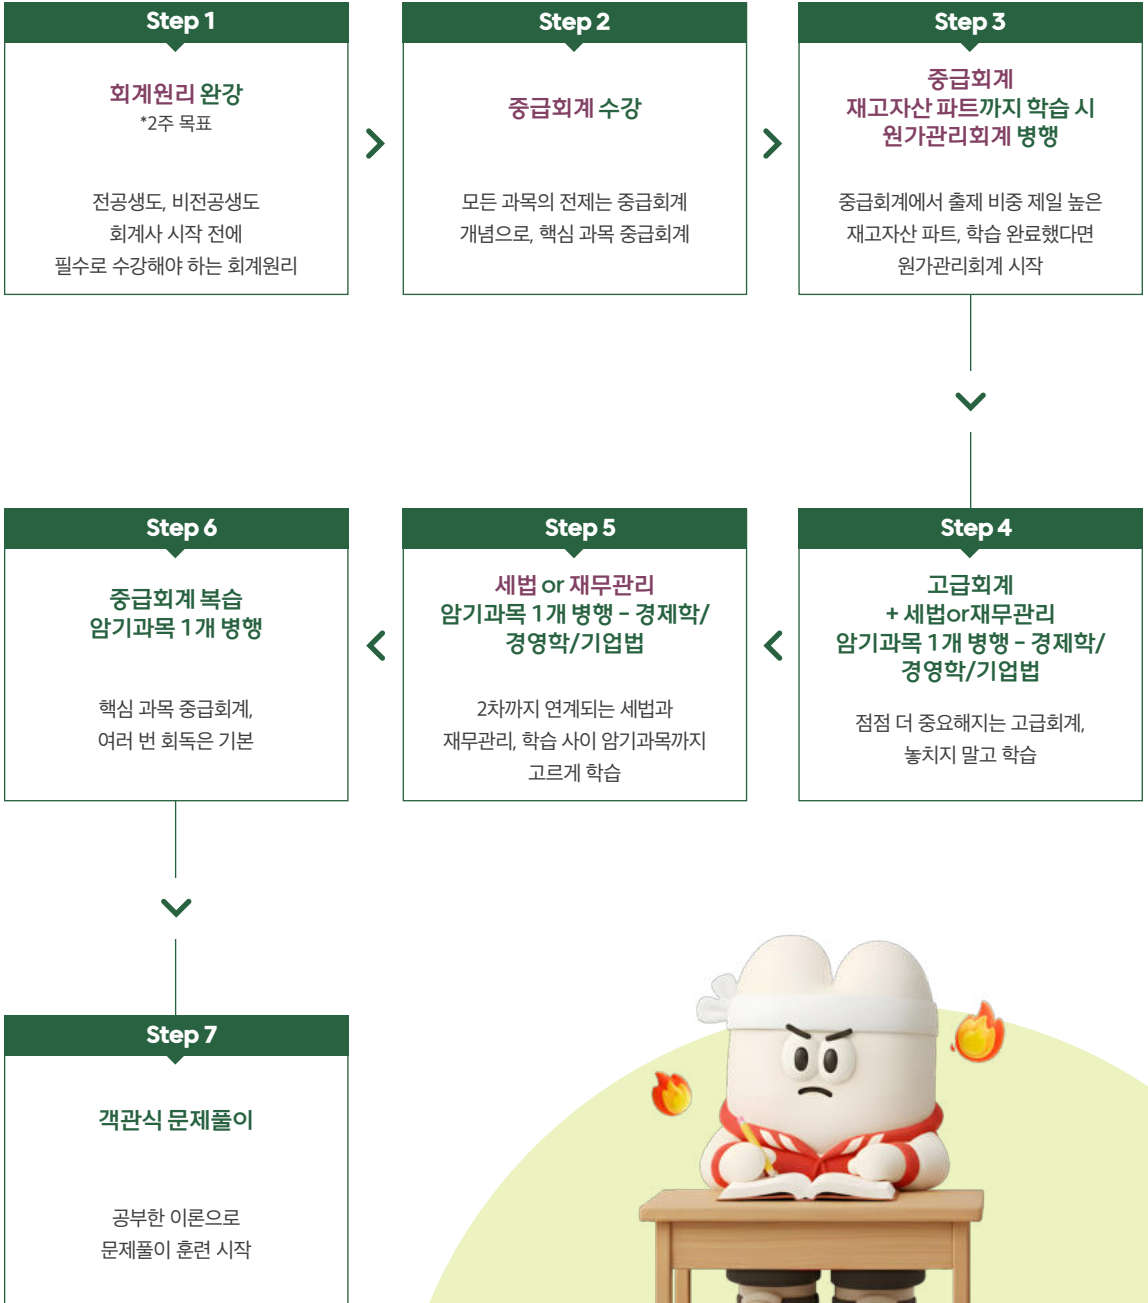 Step 1
회계원리 완강
*2주 목표
전공생도, 비전공생도
회계사 시작 전에
필수로 수강해야 하는 회계원리
Step 2
중급회계 수강
모든 과목의 전제는 중급회계
개념으로, 핵심 과목 중급회계
Step 3
중급회계
재고자산 파트까지 학습 시
원가관리회계 병행
중급회계에서 출제 비중 제일 높은
재고자산 파트, 학습 완료했다면
원가관리회계 시작
Step 4
고급회계
+ 세법or재무관리
암기과목 1개 병행 - 경제학/
경영학/기업법
점점 더 중요해지는 고급회계,
놓치지 말고 학습
Step 5
세법 or 재무관리
암기과목 1개 병행 - 경제학/
경영학/기업법
2차까지 연계되는 세법과
재무관리, 학습 사이 암기과목까지
고르게 학습
Step 6
중급회계 복습
암기과목 1개 병행
핵심 과목 중급회계,
여러 번 회독은 기본
Step 7
객관식 문제풀이
공부한 이론으로
문제풀이 훈련 시작